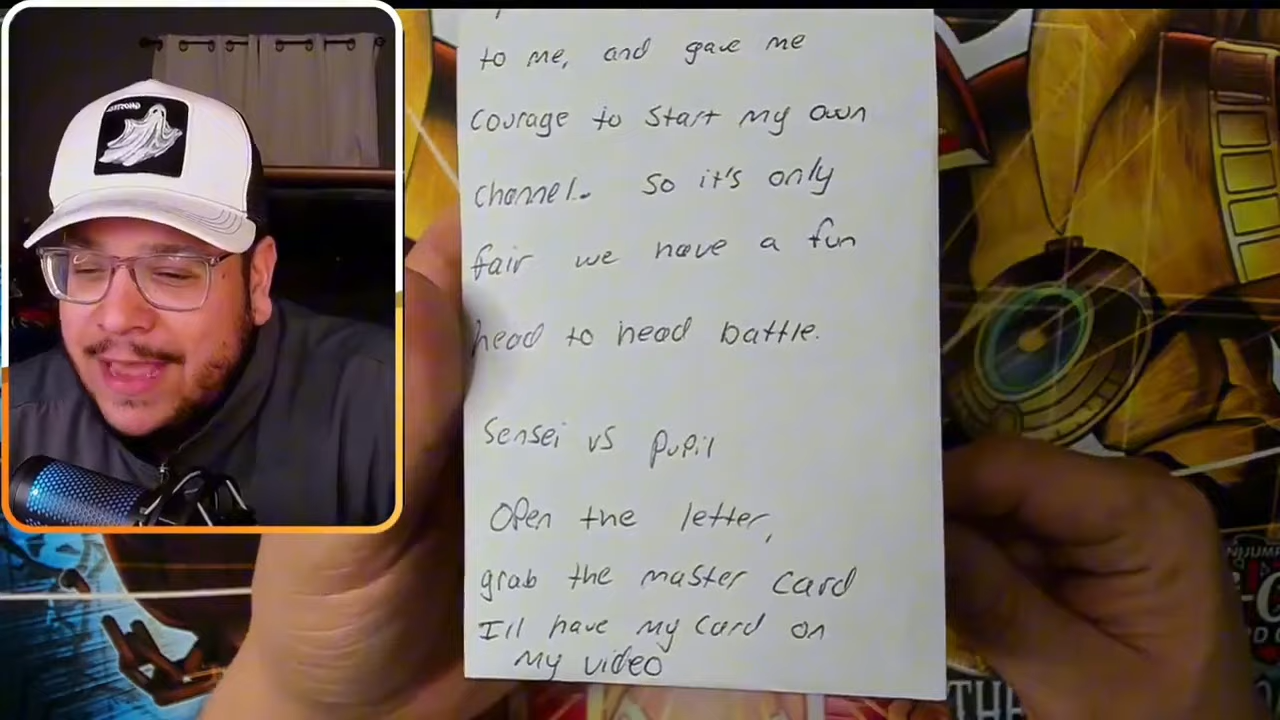 to me, and gave me
courage to start my own
channel. So it's only
fair we have a fun
head to head battle.
Sensei vs pupil
Open the letter,
grab the master card
I'll have my card on
my video